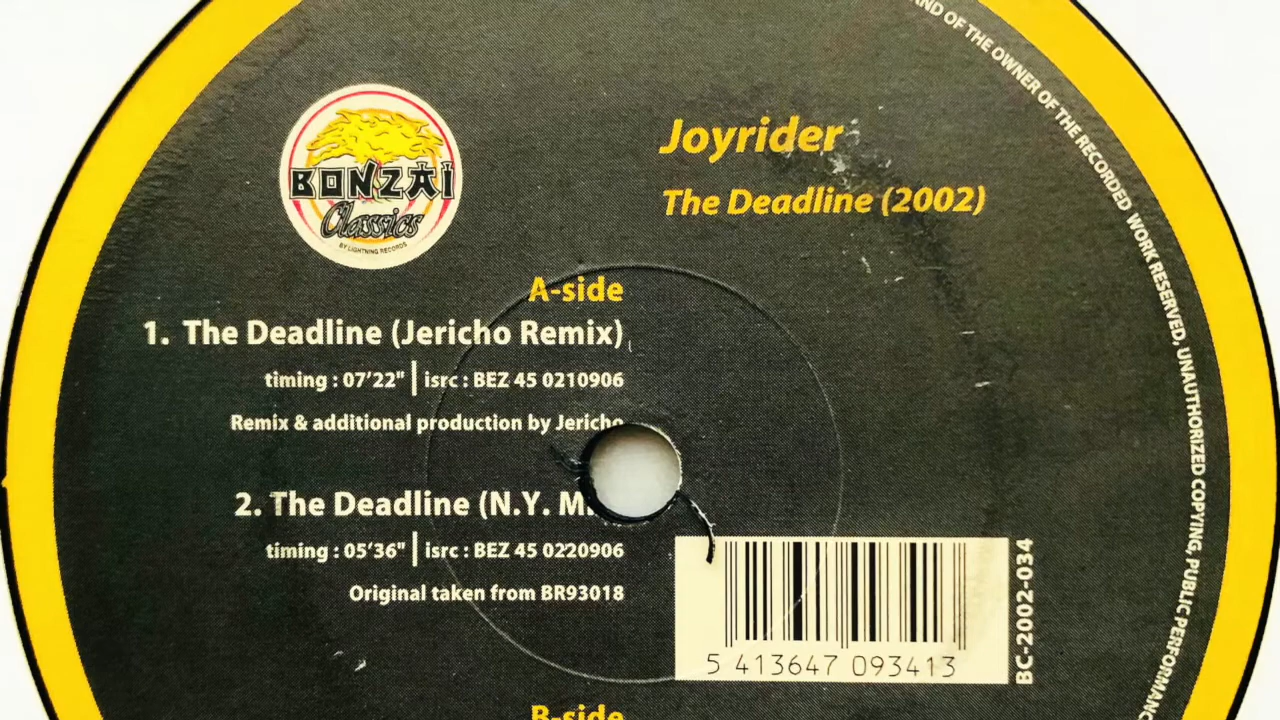 BONZAI
Classics
BY LIGHTNING RECORDS
Joyrider
The Deadline (2002)
A-side
1. The Deadline (Jericho Remix)
timing : 07'22" | isrc : BEZ 45 0210906
Remix & additional production by Jericho
2. The Deadline (N.Y. M
timing : 05'36" | isrc : BEZ 45 0220906
Original taken from BR93018
B-side
5 413647 093413
BC-2002-034
AND OF THE OWNER OF THE RECORDED WORK RESERVED, UNAUTHORIZED COPYING, PUBLIC PERFORMANC